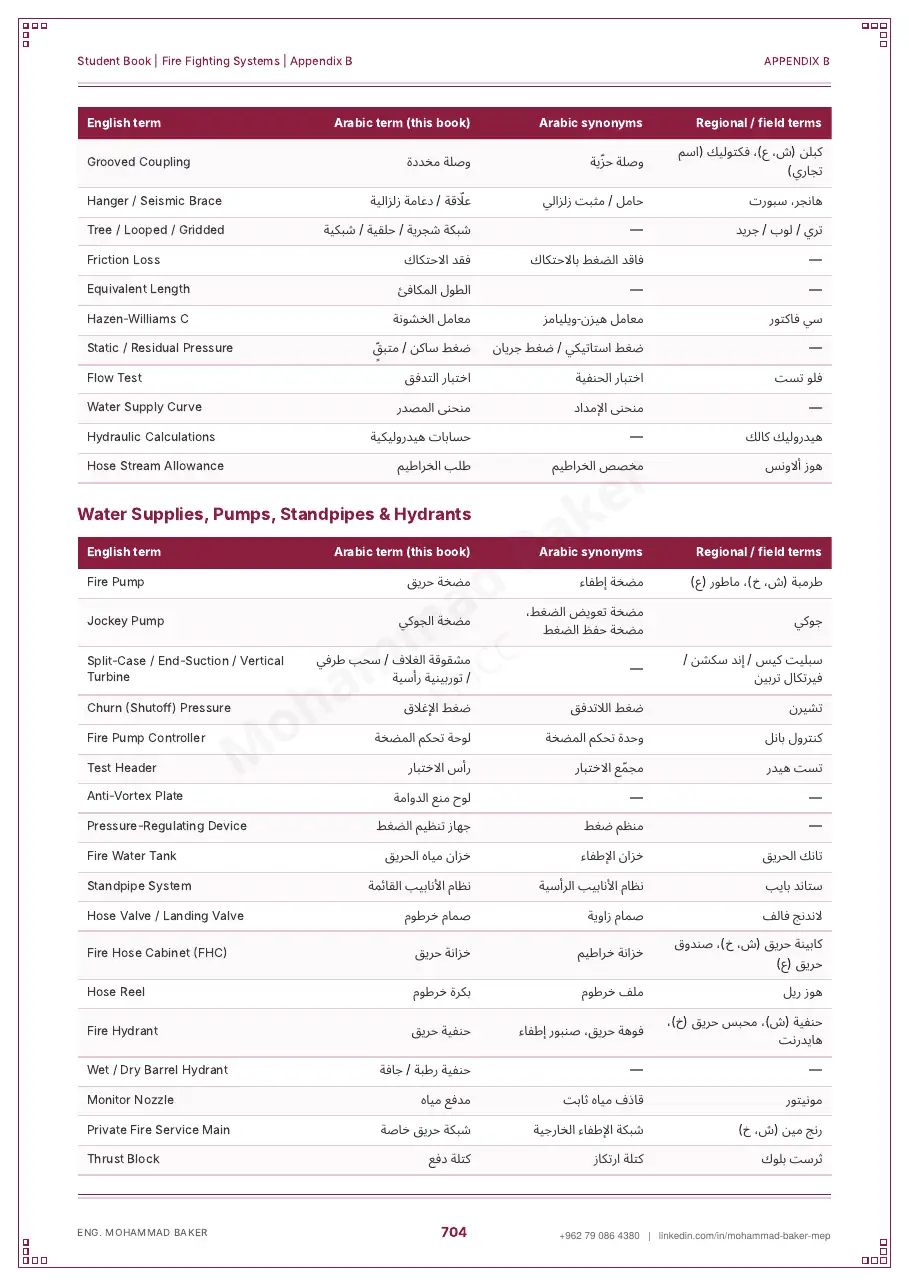 Student Book | Fire Fighting Systems | Appendix B APPENDIX B
English term Arabic term (this book) Arabic synonyms Regional / field terms
Grooved Coupling وصلة مخددة وصلة حزّية كبلن (ش، ع)، فكتوليك (اسم
تجاري)
Hanger / Seismic Brace علّاقة / دعامة زلزالية حامل / مثبت زلزالي هانجر، سبورت
Tree / Looped / Gridded شبكة شجرية / حلقية / شبكية — تري / لوب / جريد
Friction Loss فقد الاحتكاك فاقد الضغط بالاحتكاك —
Equivalent Length الطول المكافئ — —
Hazen-Williams C معامل الخشونة معامل هيزن-ويليامز سي فاكتور
Static / Residual Pressure ضغط ساكن / متبقٍّ ضغط استاتيكي / ضغط جريان —
Flow Test اختبار التدفق اختبار الحنفية فلو تست
Water Supply Curve منحنى المصدر منحنى الإمداد —
Hydraulic Calculations حسابات هيدروليكية — هيدروليك كالك
Hose Stream Allowance طلب الخراطيم مخصص الخراطيم هوز ألاونس
Water Supplies, Pumps, Standpipes & Hydrants
English term Arabic term (this book) Arabic synonyms Regional / field terms
Fire Pump مضخة حريق مضخة إطفاء طرمبة (ش، خ)، ماطور (ع)
Jockey Pump مضخة الجوكي مضخة تعويض الضغط، جوكي
مضخة حفظ الضغط
Split-Case / End-Suction / Vertical مشقوقة الغلاف / سحب طرفي — سبليت كيس / إند سكشن /
Turbine / توربينية رأسية فيرتكال تربين
Churn (Shutoff) Pressure ضغط الإغلاق ضغط اللاتدفق تشيرن
Fire Pump Controller لوحة تحكم المضخة وحدة تحكم المضخة كنترول بانل
Test Header رأس الاختبار مجمّع الاختبار تست هيدر
Anti-Vortex Plate لوح منع الدوامة — —
Pressure-Regulating Device جهاز تنظيم الضغط منظم ضغط —
Fire Water Tank خزان مياه الحريق خزان الإطفاء تانك الحريق
Standpipe System نظام الأنابيب القائمة نظام الأنابيب الرأسية ستاند بايب
Hose Valve / Landing Valve صمام خرطوم صمام زاوية لاندنج فالف
Fire Hose Cabinet (FHC) خزانة حريق خزانة خراطيم كابينة حريق (ش، خ)، صندوق
حريق (ع)
Hose Reel بكرة خرطوم ملف خرطوم هوز ريل
Fire Hydrant حنفية حريق فوهة حريق، صنبور إطفاء حنفية (ش)، محبس حريق (خ)،
هايدرنت
Wet / Dry Barrel Hydrant حنفية رطبة / جافة — —
Monitor Nozzle مدفع مياه قاذف مياه ثابت مونيتور
Private Fire Service Main شبكة حريق خاصة شبكة الإطفاء الخارجية رنج مين (ش، خ)
Thrust Block كتلة دفع كتلة ارتكاز ثرست بلوك
Mohammad Baker
ENG. MOHAMMAD BAKER 704 +962 79 086 4380 | linkedin.com/in/mohammad-baker-mep